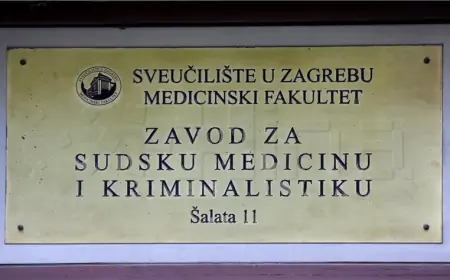 SVEUČILIŠTE U ZAGREBU
MEDICINSKI FAKULTET
ZAVOD ZA
SUDSKU MEDICINU
I KRIMINALISTIKU
Šalata 11